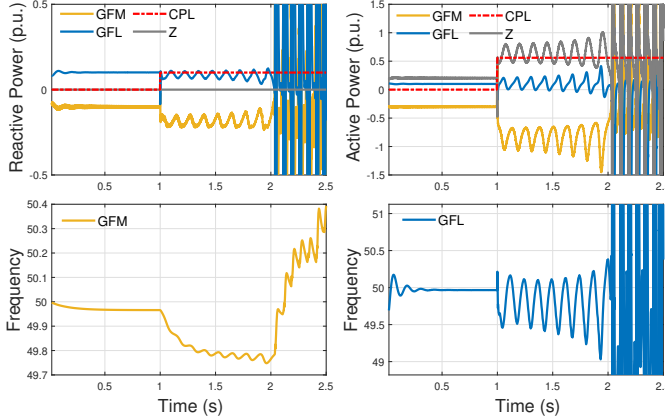 GFM CPL
GFL Z
Reactive Power (p.u.)
0.5
0
-0.5
0.5 1 1.5 2 2.5
GFM CPL
GFL Z
Active Power (p.u.)
1.5
1
0.5
0
-0.5
-1
-1.5
0.5 1 1.5 2 2.5
GFM
Frequency
50.4
50.3
50.2
50.1
50
49.9
49.8
49.7
0.5 1 1.5 2 2.5
Time (s)
GFL
Frequency
51
50.5
50
49.5
49
0.5 1 1.5 2 2.5
Time (s)